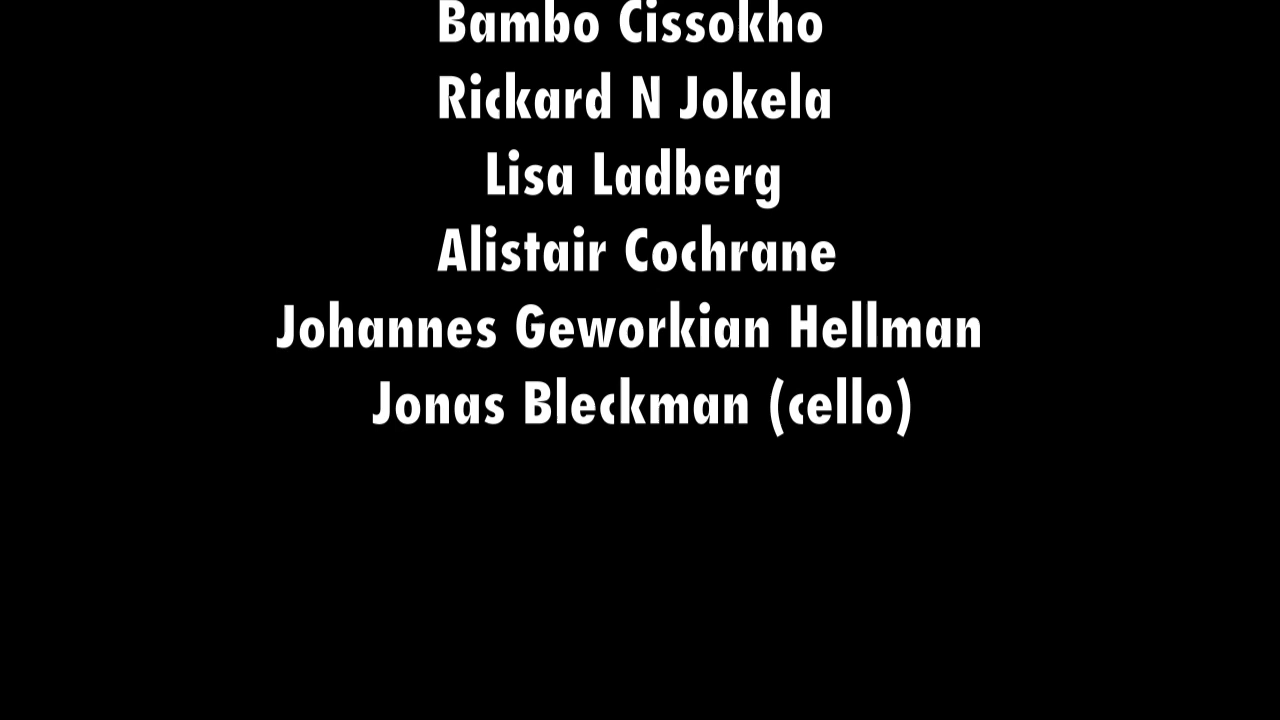 Bambo Cissokho
Rickard N Jokela
Lisa Ladberg
Alistair Cochrane
Johannes Geworkian Hellman
Jonas Bleckman (cello)